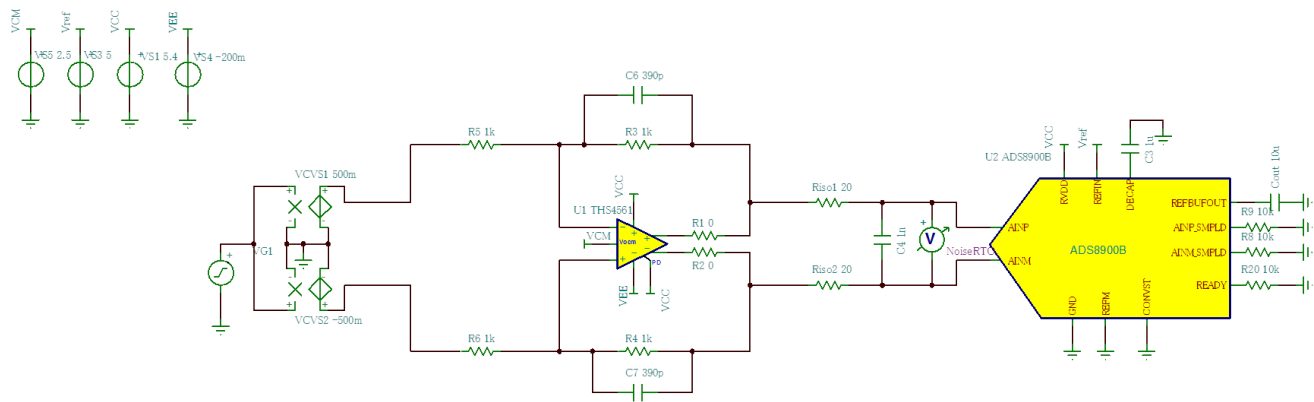 VCM
Vref
VCC
VEE
VS5 2.5
VS3 5
VS1 5.4
VS4 -200m
C6 390p
R5 1k
R3 1k
VCVS1 500m
VCC
U1 THS4561
Riso1 20
R1 0
VCM
Vocm
R2 0
PD
VG1
VEE
VCC
Riso2 20
VCVS2 -500m
R6 1k
R4 1k
C7 390p
C4 1n
V
NoiseRTO
VCC
Vref
C3 1u
U2 ADS8900B
Cout 10u
RVDD
REFIN
DECAP
REFBUFOUT
R9 10k
AINP
AINP_SMPLD
R8 10k
ADS8900B
AINM_SMPLD
AINM
R20 10k
READY
GND
REFM
CONVST